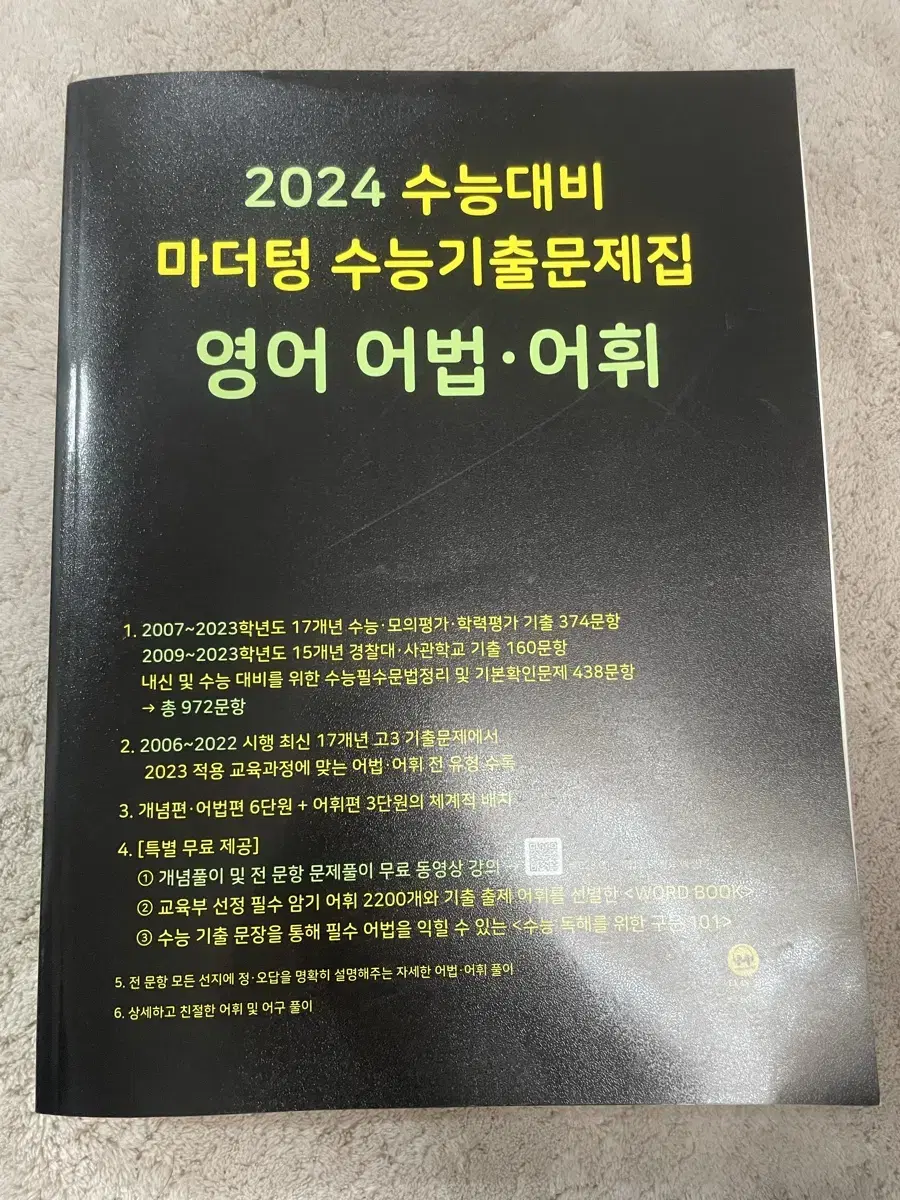 2024 수능대비
마더텅 수능기출문제집
영어 어법·어휘
1. 2007~2023학년도 17개년 수능·모의평가·학력평가 기출 374문항
2009~2023학년도 15개년 경찰대·사관학교 기출 160문항
내신 및 수능 대비를 위한 수능필수문법정리 및 기본확인문제 438문항
→ 총 972문항
2. 2006~2022 시행 최신 17개년 고3 기출문제에서
2023 적용 교육과정에 맞는 어법·어휘 전 유형 수록
3. 개념편·어법편 6단원 + 어휘편 3단원의 체계적 배치
4. [특별 무료 제공]
① 개념풀이 및 전 문항 문제풀이 무료 동영상 강의 →
② 교육부 선정 필수 암기 어휘 2200개와 기출 출제 어휘를 선별한 <WORD BOOK>
③ 수능 기출 문장을 통해 필수 어법을 익힐 수 있는 <수능 독해를 위한 구문 101>
5. 전 문항 모든 선지에 정·오답을 명확히 설명해주는 자세한 어법·어휘 풀이
6. 상세하고 친절한 어휘 및 어구 풀이